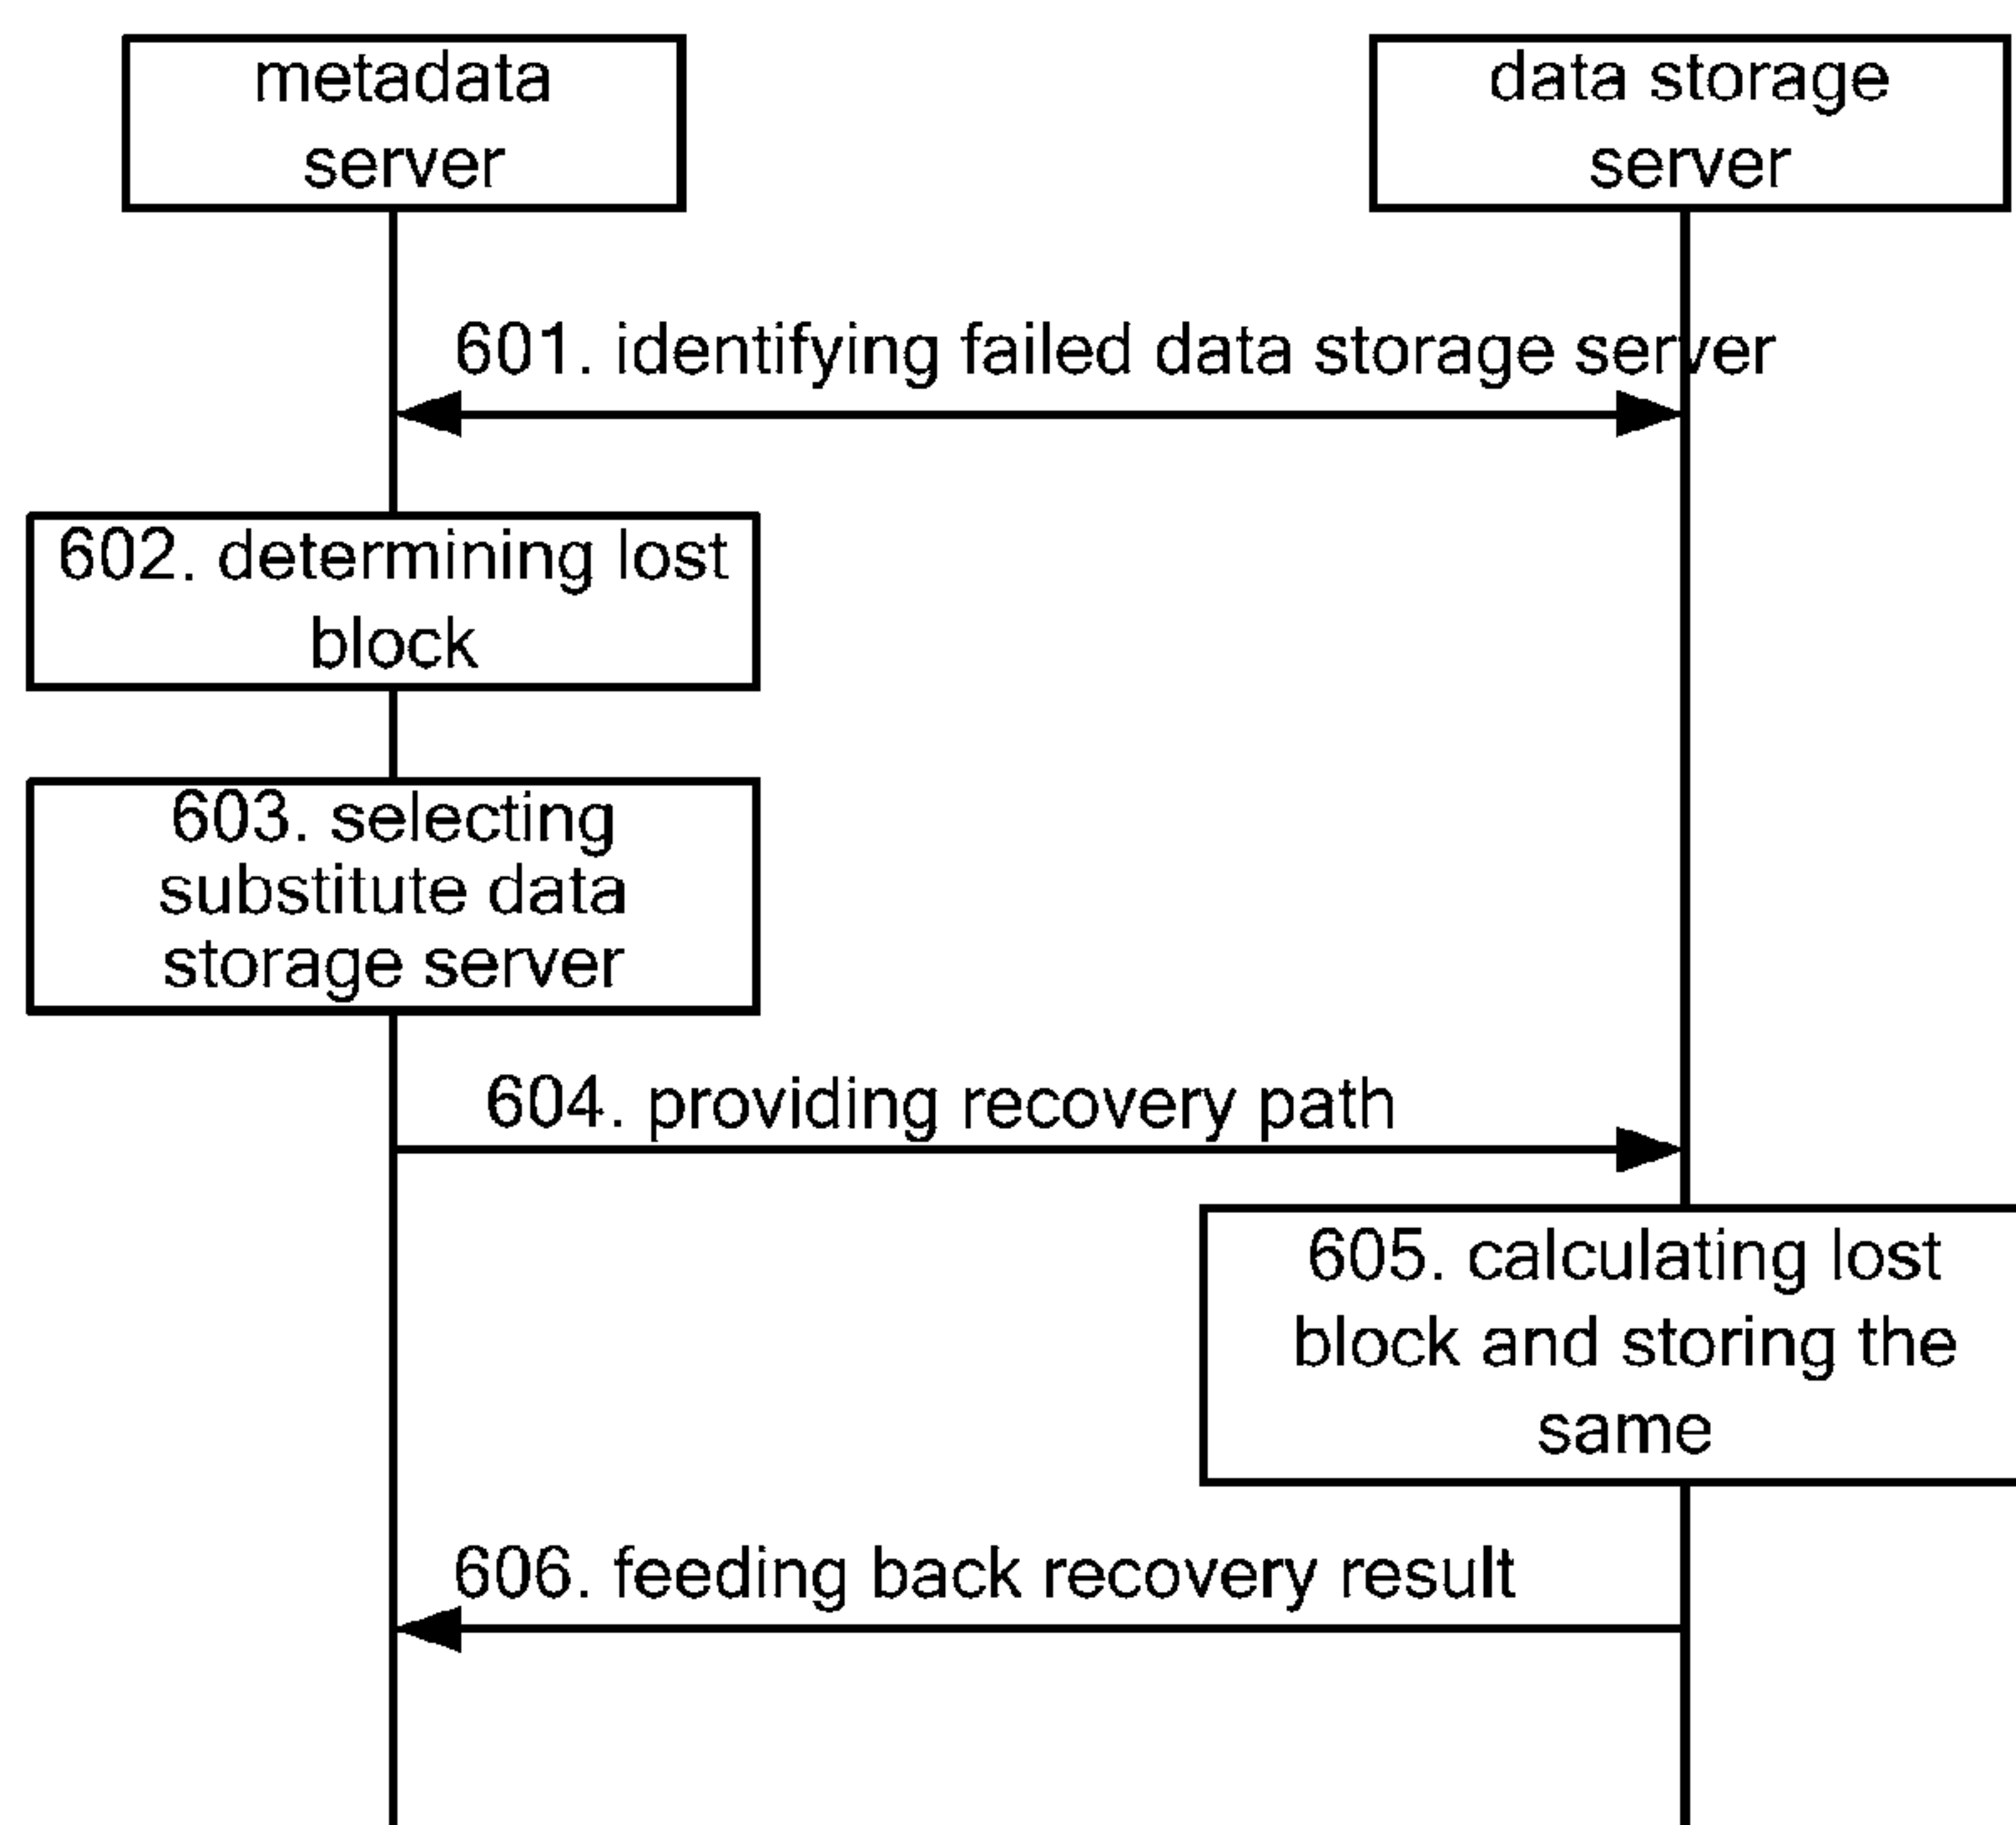 metadata
server
data storage
server
601. identifying failed data storage server
602. determining lost
block
603. selecting
substitute data
storage server
604. providing recovery path
605. calculating lost
block and storing the
same
606. feeding back recovery result